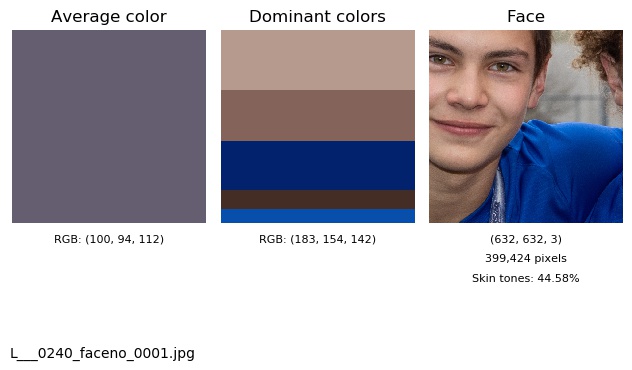 Average color
Dominant colors
Face
RGB: (100, 94, 112)
RGB: (183, 154, 142)
(632, 632, 3)
399,424 pixels
Skin tones: 44.58%
L___0240_faceno_0001.jpg